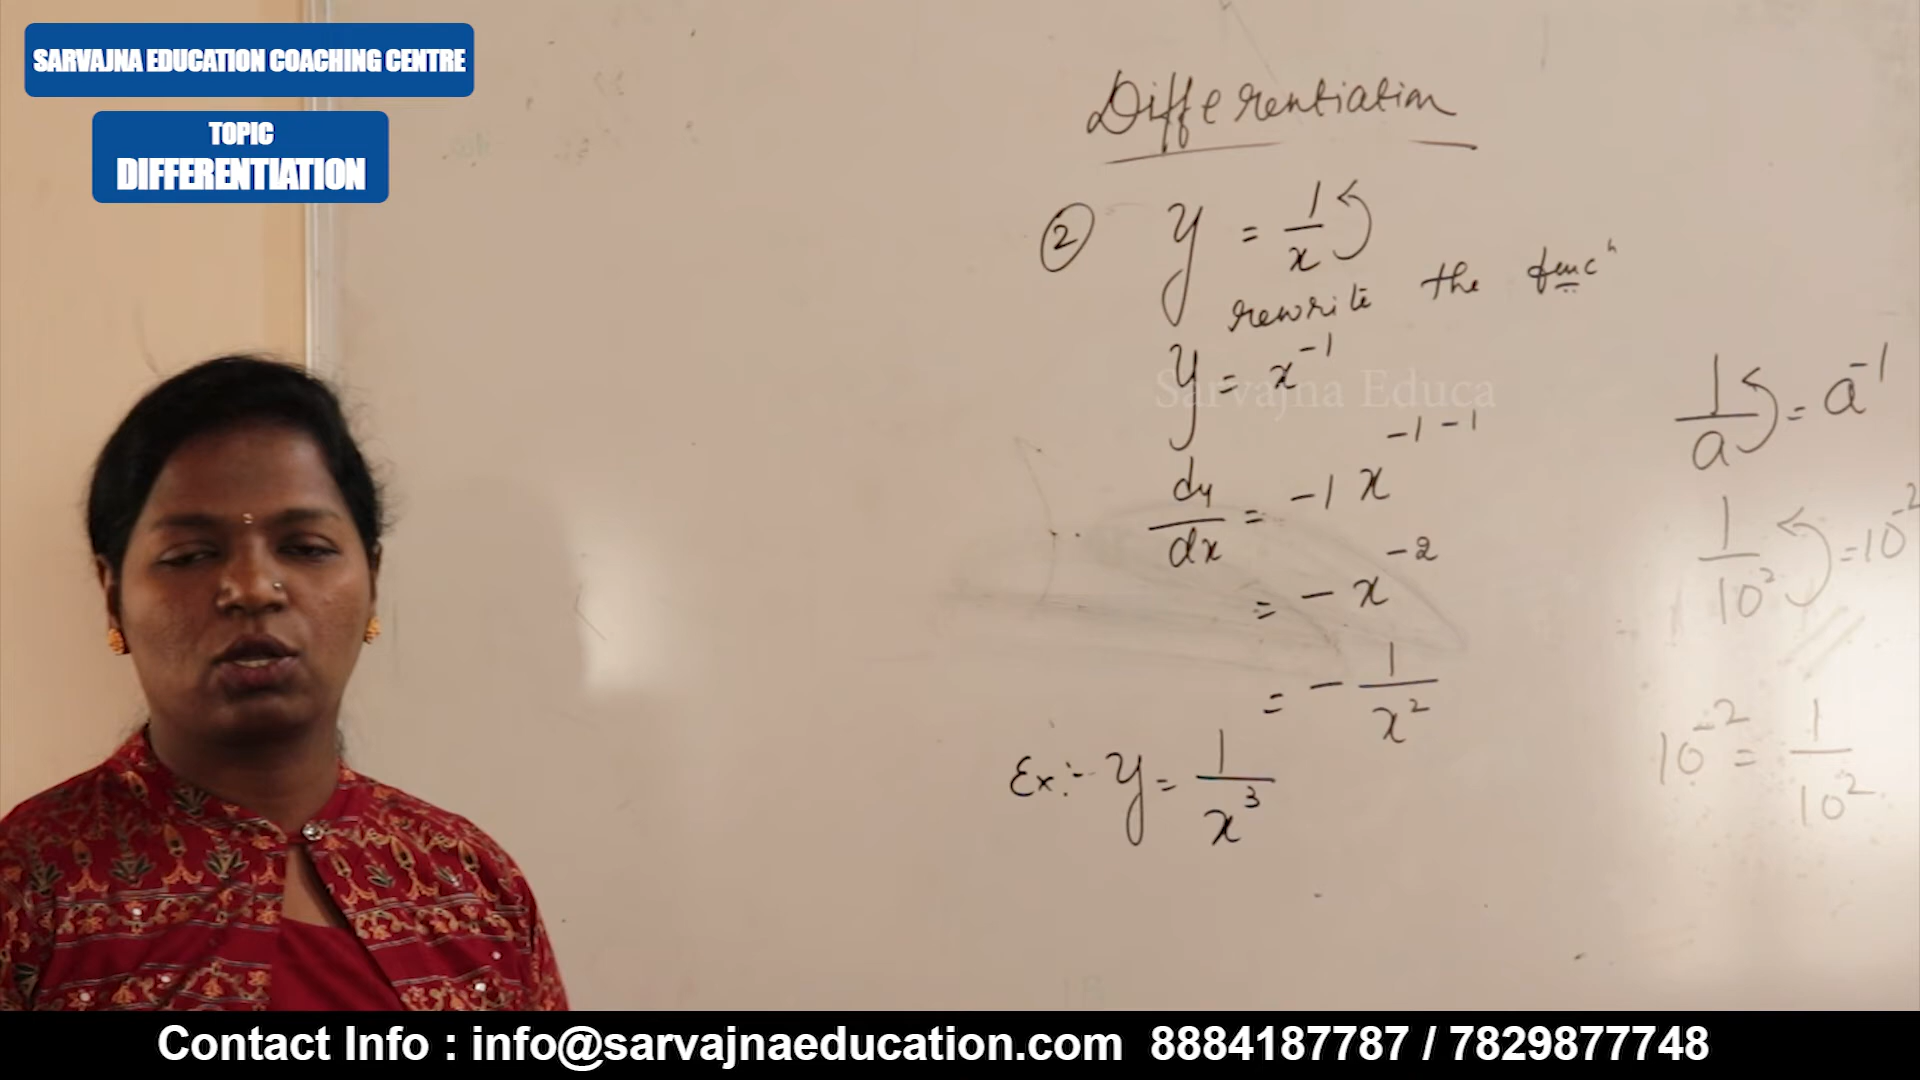 SARVAJNA EDUCATION COACHING CENTRE
TOPIC
DIFFERENTIATION
Differentiation
② y = 1/x
rewrite the funcⁿ
y = x⁻¹
Sarvajna Educa
dy/dx = -1 x⁻¹⁻¹
= - x⁻²
= - 1/x²
Ex:- y = 1/x³
1/a = a⁻¹
1/10² = 10⁻²
10⁻² = 1/10²
Contact Info : info@sarvajnaeducation.com 8884187787 / 7829877748